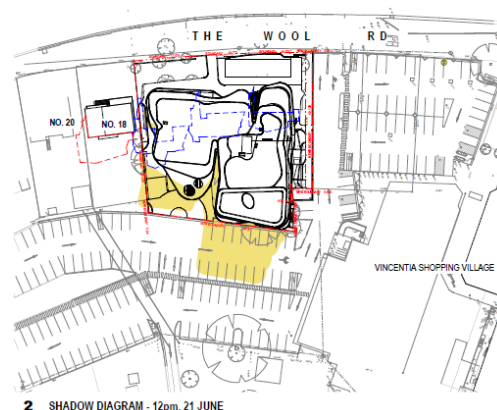 THE WOOL RD
NO. 20
NO. 18
VINCENTIA SHOPPING VILLAGE
2 SHADOW DIAGRAM - 12pm, 21 JUNE